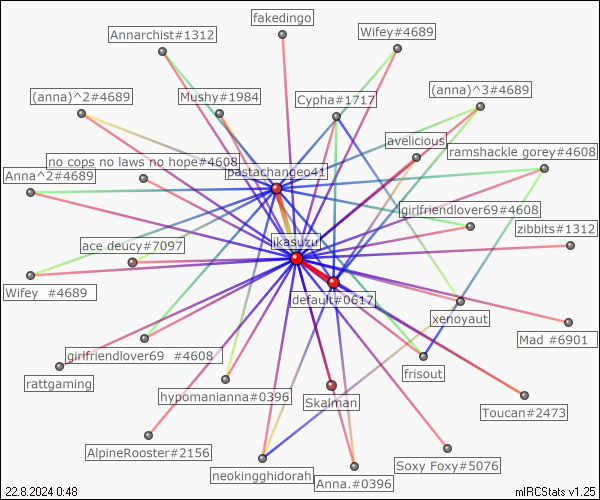 fakedingo
Annarchist#1312
Wifey#4689
(anna)^2#4689
Mushy#1984
Cypha#1717
(anna)^3#4689
avelicious
no cops no laws no hope#4608
ramshackle gorey#4608
Anna^2#4689
pastachangeo41
girlfriendlover69#4608
zibbits#1312
ace deucy#7097
ikasuzu
Wifey  #4689
default#0617
xenoyaut
Mad #6901
girlfriendlover69  #4608
rattgaming
frisout
hypomanianna#0396
Skalman
Toucan#2473
AlpineRooster#2156
neokingghidorah
Anna.#0396
Soxy Foxy#5076
22.8.2024 0:48
mIRCStats v1.25